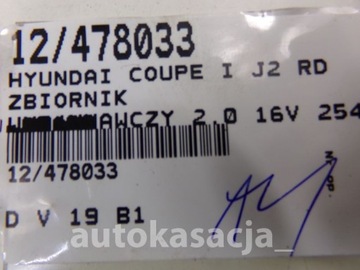 12/478033
HYUNDAI COUPE I J2 RD
ZBIORNIK
2.0 16V 254
12/478033
D V 19 B1
autokasacja_